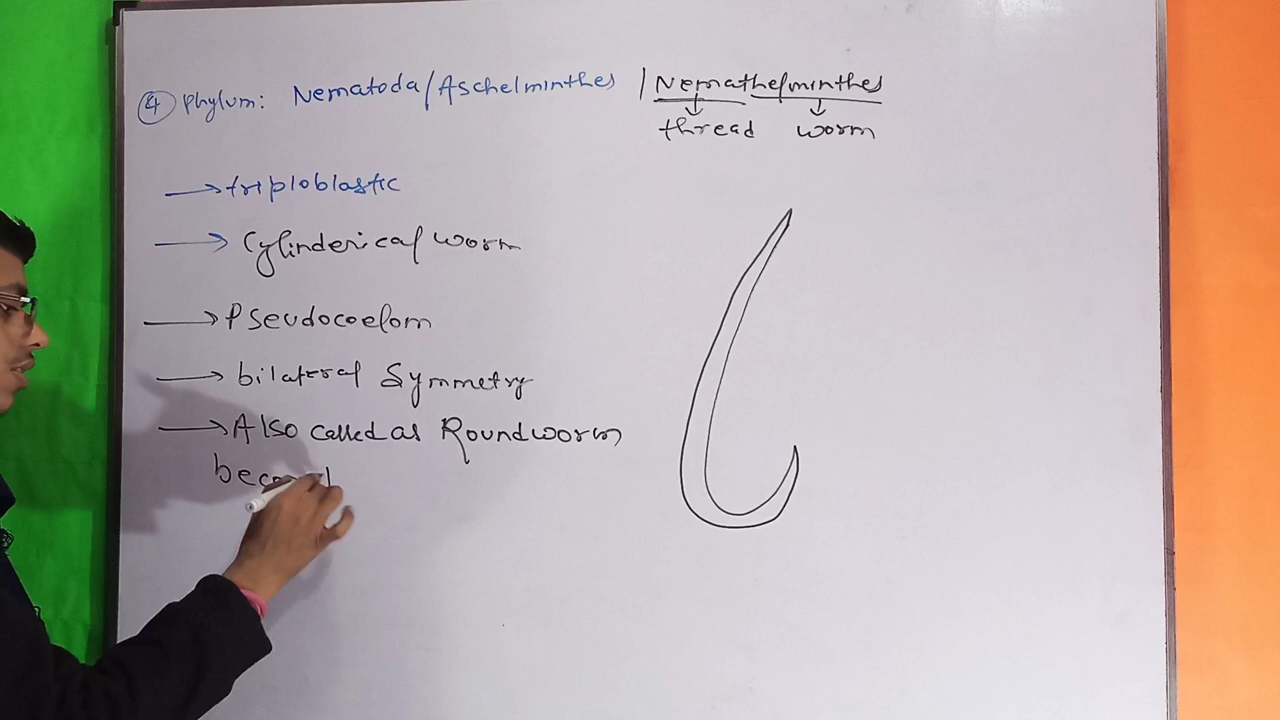 ④ Phylum: Nematoda/Aschelminthes /Nemathelminthes
thread worm
→ triploblastic
→ Cylinderical worm
→ Pseudocoelom
→ bilateral Symmetry
→ Also called as Roundworm